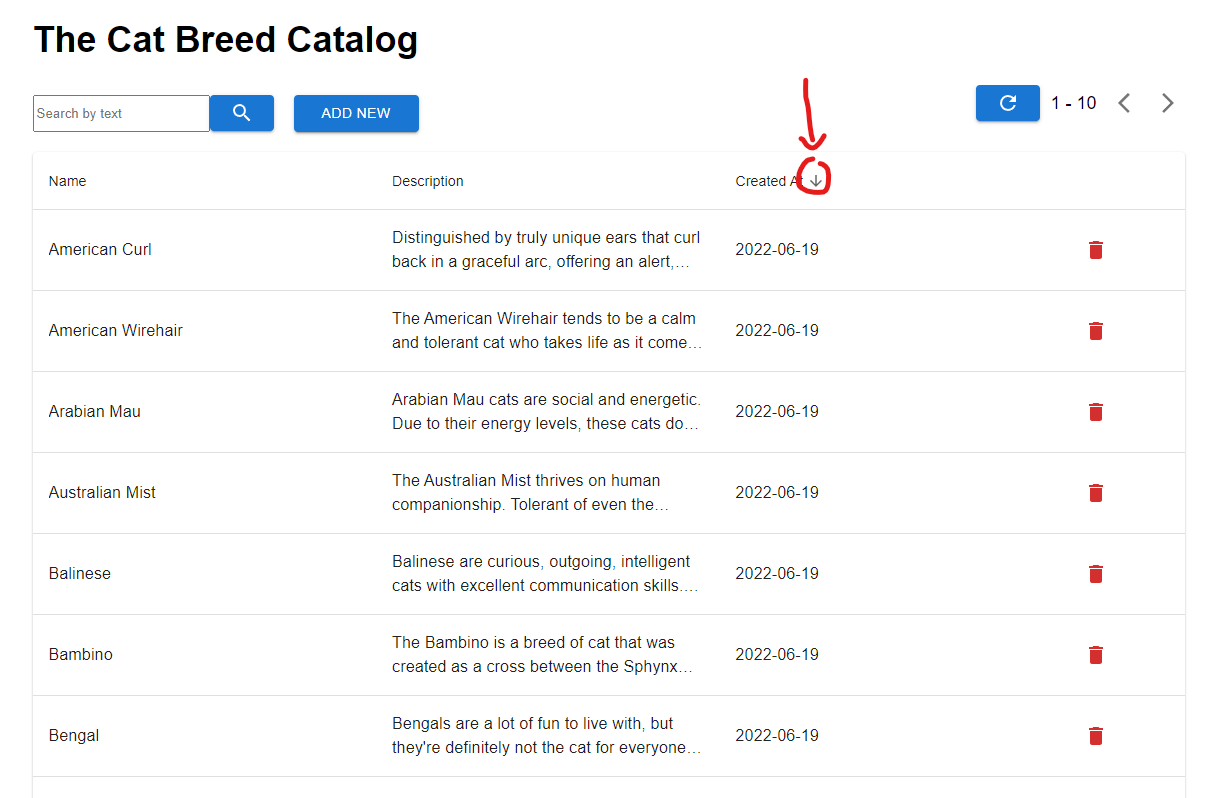 The Cat Breed Catalog
Search by text
ADD NEW
1 - 10
Name Description Created At
American Curl
Distinguished by truly unique ears that curl
back in a graceful arc, offering an alert,...
2022-06-19
American Wirehair
The American Wirehair tends to be a calm
and tolerant cat who takes life as it come...
2022-06-19
Arabian Mau
Arabian Mau cats are social and energetic.
Due to their energy levels, these cats do...
2022-06-19
Australian Mist
The Australian Mist thrives on human
companionship. Tolerant of even the...
2022-06-19
Balinese
Balinese are curious, outgoing, intelligent
cats with excellent communication skills....
2022-06-19
Bambino
The Bambino is a breed of cat that was
created as a cross between the Sphynx...
2022-06-19
Bengal
Bengals are a lot of fun to live with, but
they're definitely not the cat for everyone...
2022-06-19